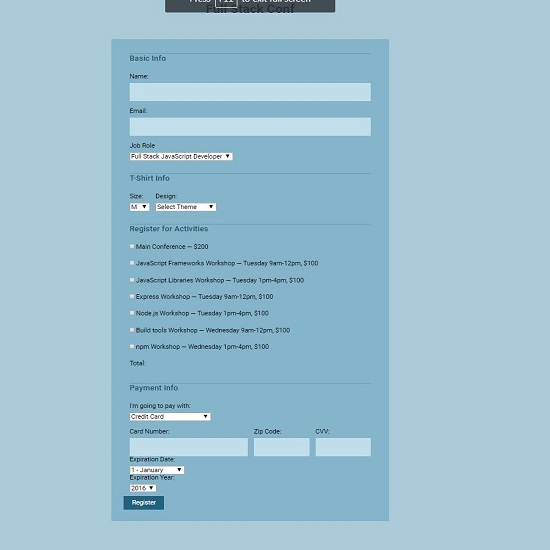 Press F11 to exit full screen
Full Stack Conf
Basic Info
Name:
Email:
Job Role
Full Stack JavaScript Developer
T-Shirt Info
Size: Design:
M Select Theme
Register for Activities
Main Conference — $200
JavaScript Frameworks Workshop — Tuesday 9am-12pm, $100
JavaScript Libraries Workshop — Tuesday 1pm-4pm, $100
Express Workshop — Tuesday 9am-12pm, $100
Node.js Workshop — Tuesday 1pm-4pm, $100
Build tools Workshop — Wednesday 9am-12pm, $100
npm Workshop — Wednesday 1pm-4pm, $100
Total:
Payment Info
I'm going to pay with:
Credit Card
Card Number: Zip Code: CVV:
Expiration Date:
1 - January
Expiration Year:
2016
Register